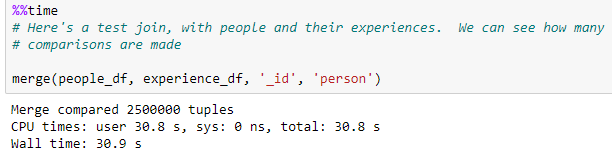 %%time
# Here's a test join, with people and their experiences.  We can see how many
# comparisons are made
merge(people_df, experience_df, '_id', 'person')
Merge compared 2500000 tuples
CPU times: user 30.8 s, sys: 0 ns, total: 30.8 s
Wall time: 30.9 s